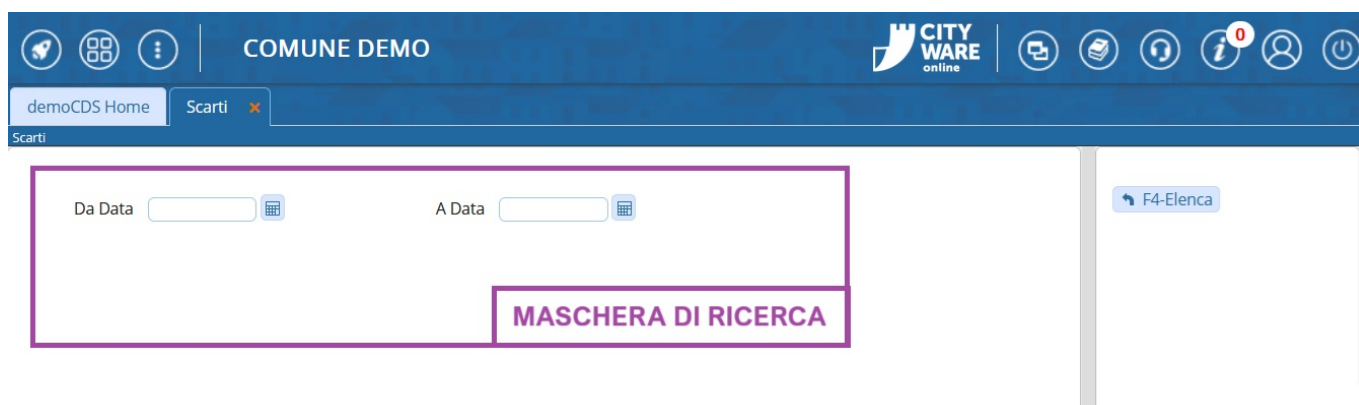 COMUNE DEMO
CITY
WARE
online
0
demoCDS Home
Scarti
Scarti
Da Data
A Data
F4-Elenca
MASCHERA DI RICERCA